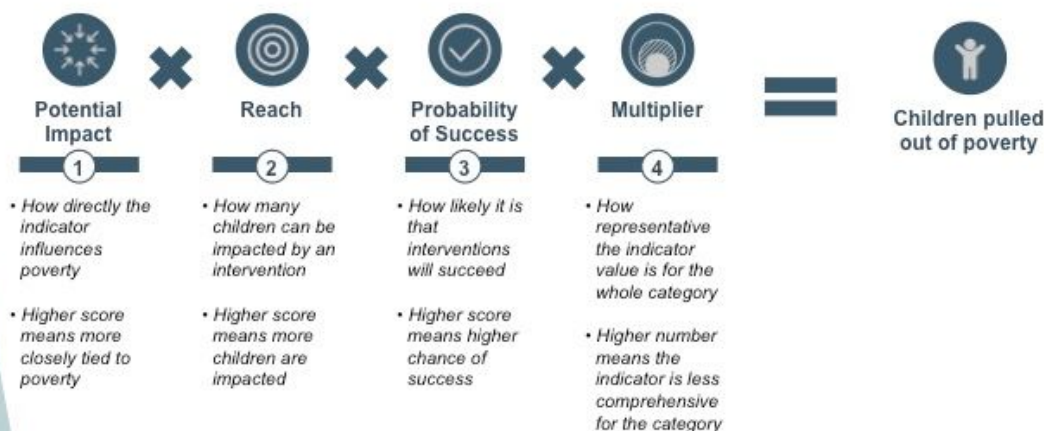 Potential
Impact
1
• How directly the
indicator
influences
poverty
• Higher score
means more
closely tied to
poverty
Reach
2
• How many
children can be
impacted by an
intervention
• Higher score
means more
children are
impacted
Probability
of Success
3
• How likely it is
that
interventions
will succeed
• Higher score
means higher
chance of
success
Multiplier
4
• How
representative
the indicator
value is for the
whole category
• Higher number
means the
indicator is less
comprehensive
for the category
Children pulled
out of poverty